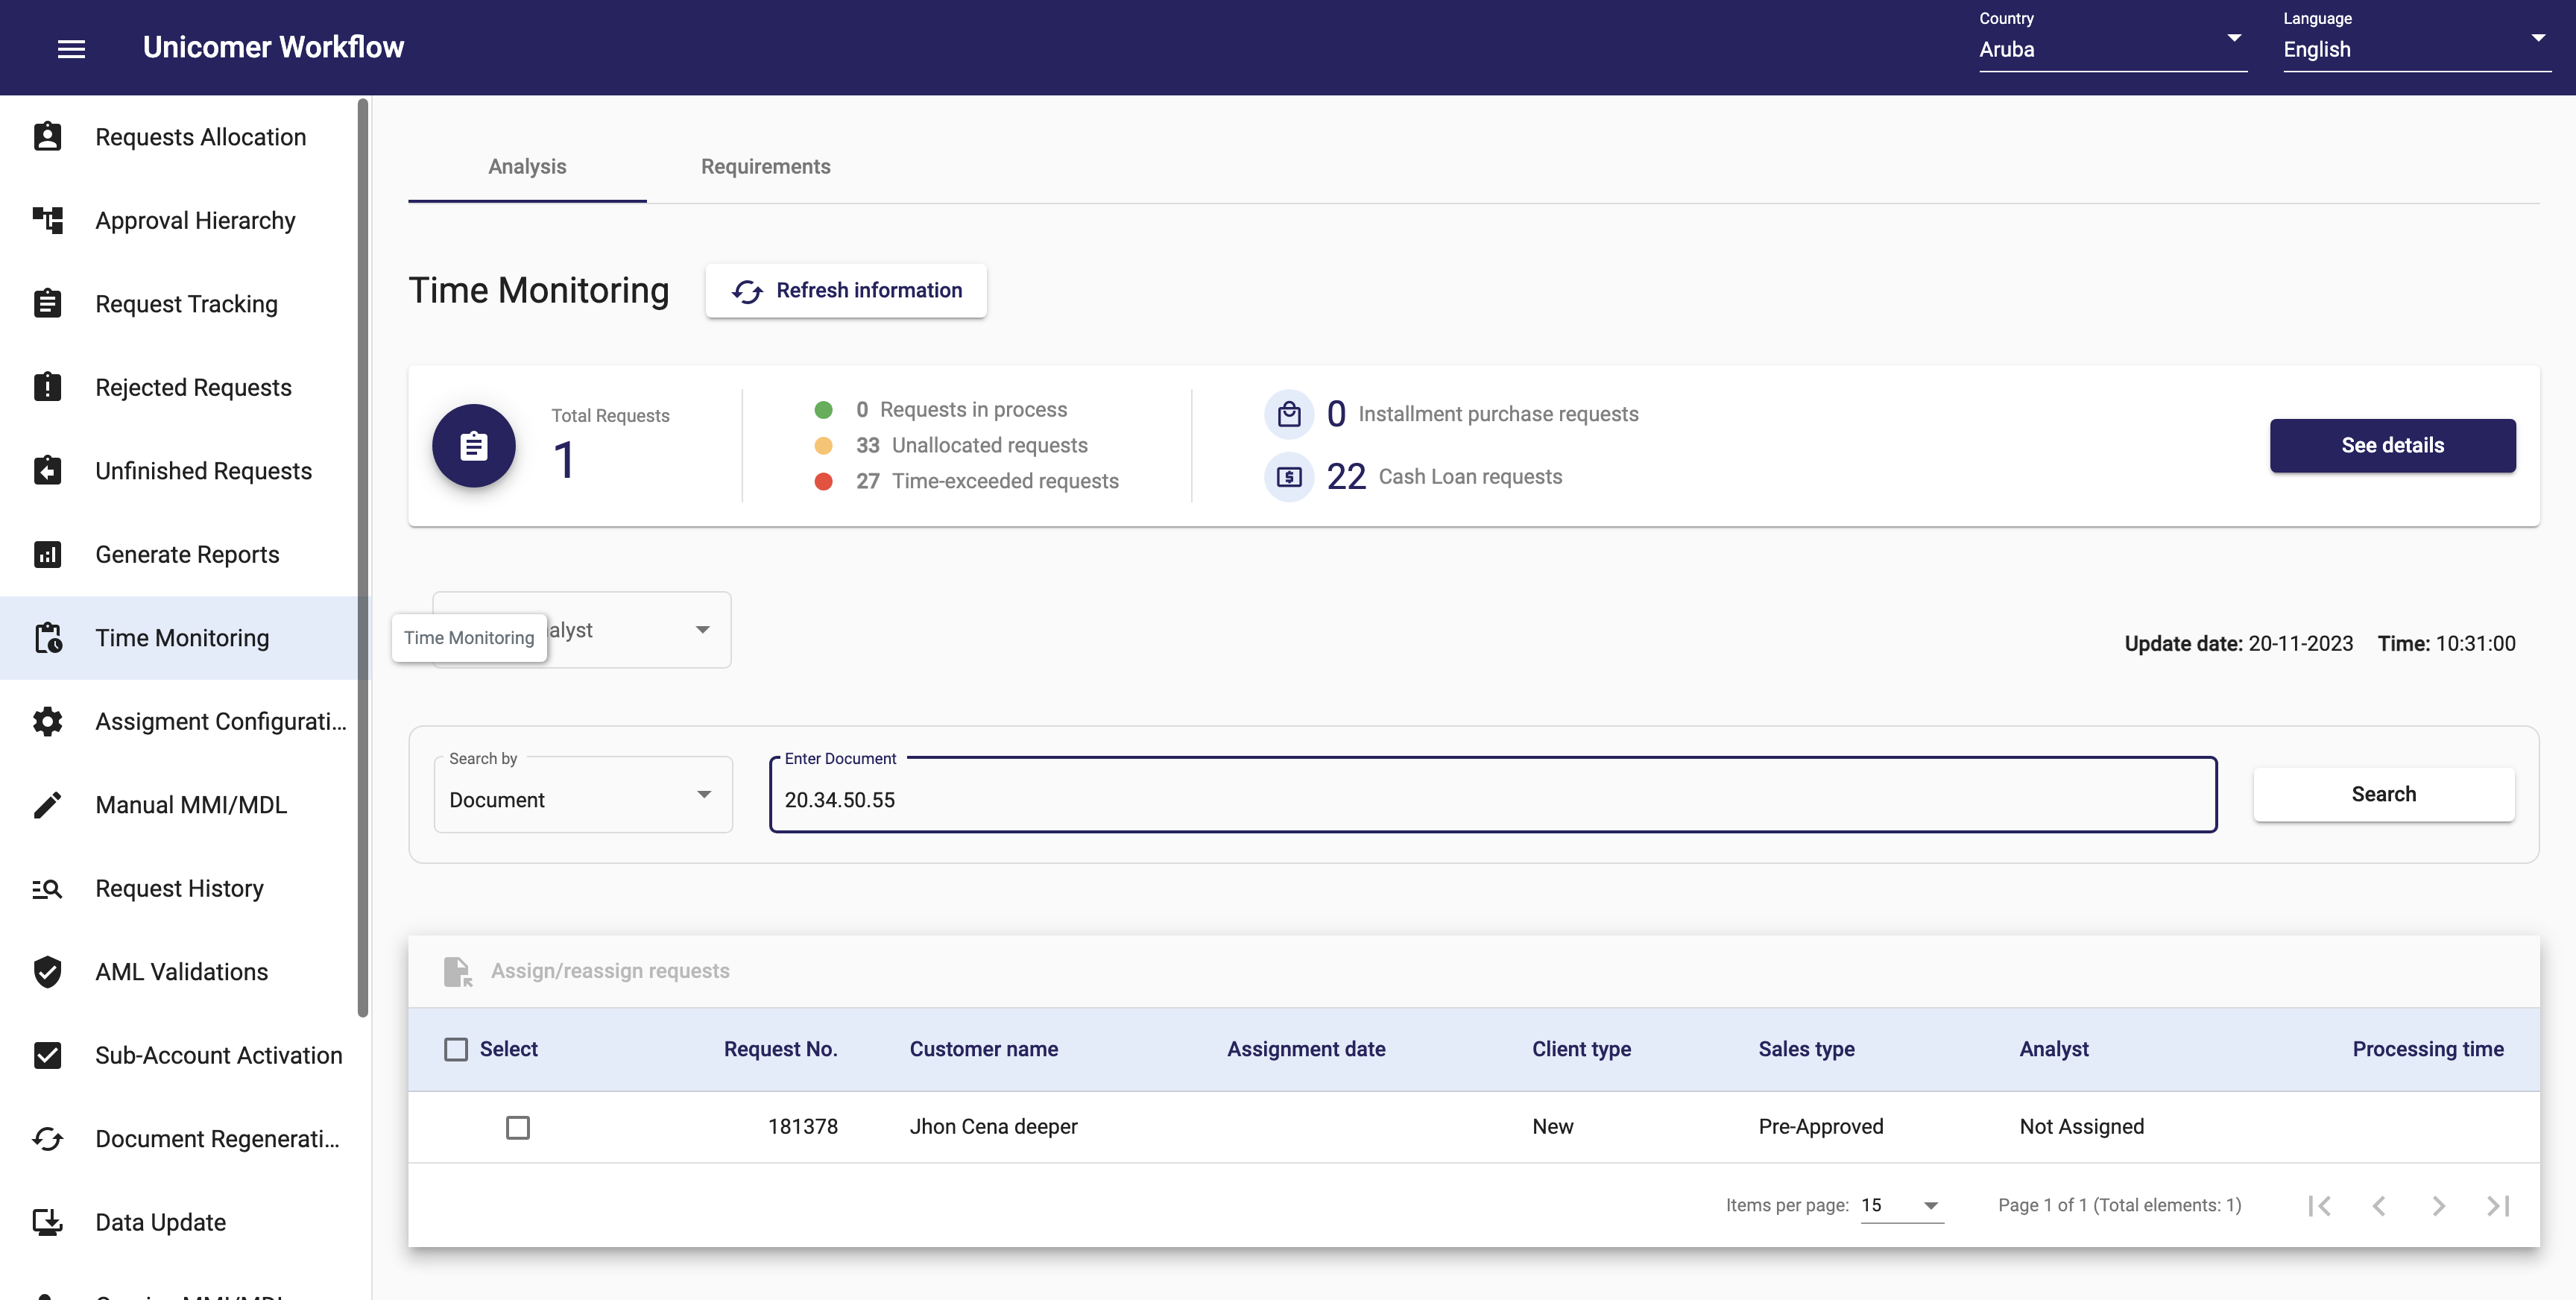 Unicomer Workflow
Country
Aruba
Language
English
Requests Allocation
Approval Hierarchy
Request Tracking
Rejected Requests
Unfinished Requests
Generate Reports
Time Monitoring
Assigment Configurati...
Manual MMI/MDL
Request History
AML Validations
Sub-Account Activation
Document Regenerati...
Data Update
Analysis
Requirements
Time Monitoring
Refresh information
Total Requests
1
0 Requests in process
33 Unallocated requests
27 Time-exceeded requests
0 Installment purchase requests
22 Cash Loan requests
See details
Time Monitoring
alyst
Update date: 20-11-2023 Time: 10:31:00
Search by
Document
Enter Document
20.34.50.55
Search
Assign/reassign requests
Select Request No. Customer name Assignment date Client type Sales type Analyst Processing time
181378 Jhon Cena deeper New Pre-Approved Not Assigned
Items per page: 15 Page 1 of 1 (Total elements: 1)